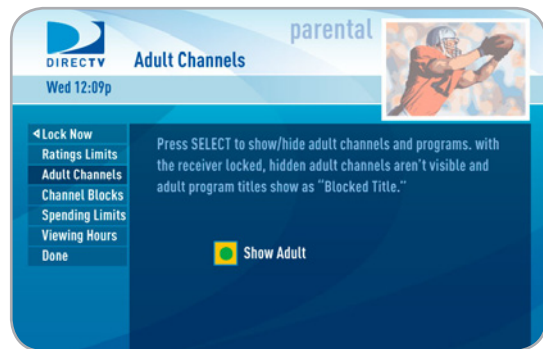 parental
DIRECTV
Adult Channels
Wed 12:09p
Lock Now
Ratings Limits
Adult Channels
Channel Blocks
Spending Limits
Viewing Hours
Done
Press SELECT to show/hide adult channels and programs. with
the receiver locked, hidden adult channels aren't visible and
adult program titles show as “Blocked Title.”
Show Adult